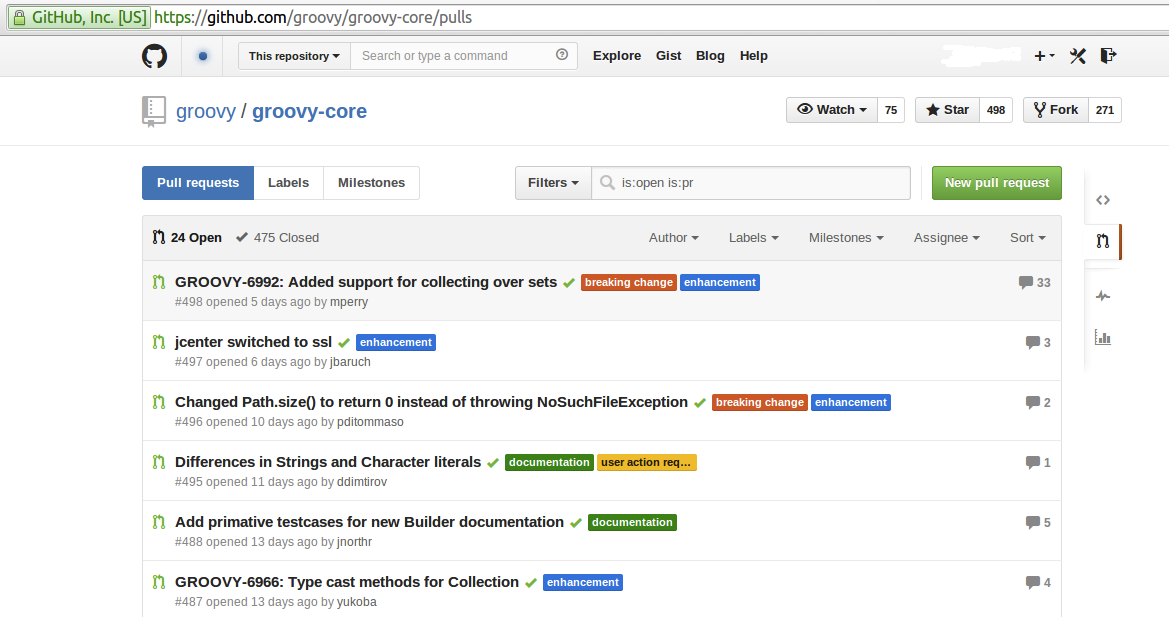 GitHub, Inc. [US] https://github.com/groovy/groovy-core/pulls
This repository Search or type a command Explore Gist Blog Help
groovy / groovy-core Watch 75 Star 498 Fork 271
Pull requests Labels Milestones Filters is:open is:pr New pull request
24 Open 475 Closed Author Labels Milestones Assignee Sort
GROOVY-6992: Added support for collecting over sets breaking change enhancement 33
#498 opened 5 days ago by mperry
jcenter switched to ssl enhancement 3
#497 opened 6 days ago by jbaruch
Changed Path.size() to return 0 instead of throwing NoSuchFileException breaking change enhancement 2
#496 opened 10 days ago by pditommaso
Differences in Strings and Character literals documentation user action req... 1
#495 opened 11 days ago by ddimtirov
Add primative testcases for new Builder documentation documentation 5
#488 opened 13 days ago by jnorthr
GROOVY-6966: Type cast methods for Collection enhancement 4
#487 opened 13 days ago by yukoba